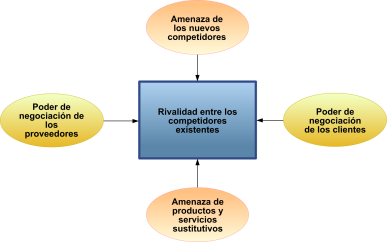 Amenaza de
los nuevos
competidores
Poder de
negociación de
los
proveedores
Rivalidad entre los
competidores
existentes
Poder de
negociación
de los clientes
Amenaza de
productos y
servicios
sustitutivos